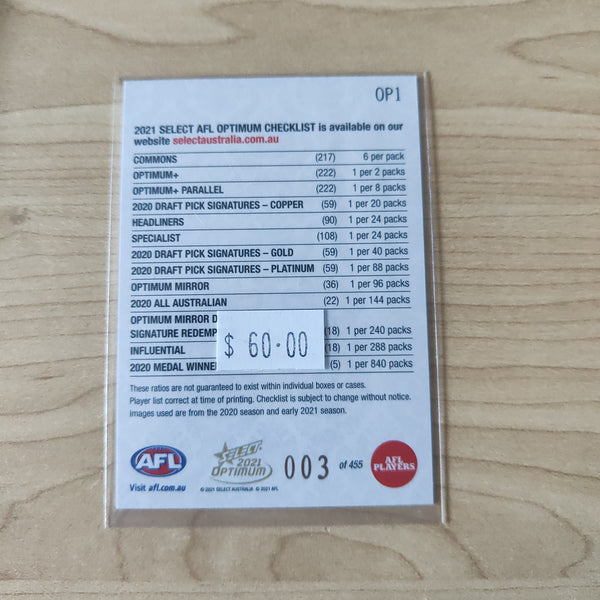 OP1
2021 SELECT AFL OPTIMUM CHECKLIST is available on our
website selectaustralia.com.au
COMMONS (217) 6 per pack
OPTIMUM+ (222) 1 per 2 packs
OPTIMUM+ PARALLEL (222) 1 per 8 packs
2020 DRAFT PICK SIGNATURES – COPPER (59) 1 per 20 packs
HEADLINERS (90) 1 per 24 packs
SPECIALIST (108) 1 per 24 packs
2020 DRAFT PICK SIGNATURES – GOLD (59) 1 per 40 packs
2020 DRAFT PICK SIGNATURES – PLATINUM (59) 1 per 88 packs
OPTIMUM MIRROR (36) 1 per 96 packs
2020 ALL AUSTRALIAN (22) 1 per 144 packs
OPTIMUM MIRROR D
SIGNATURE REDEMP (18) 1 per 240 packs
INFLUENTIAL (18) 1 per 288 packs
2020 MEDAL WINNE (5) 1 per 840 packs
$ 60.00
These ratios are not guaranteed to exist within individual boxes or cases.
Player list correct at time of printing. Checklist is subject to change without notice.
Images used are from the 2020 season and early 2021 season.
AFL
Visit afl.com.au
SELECT
2021
OPTIMUM
© 2021 SELECT AUSTRALIA © 2021 AFL
003 of 455
AFL
PLAYERS